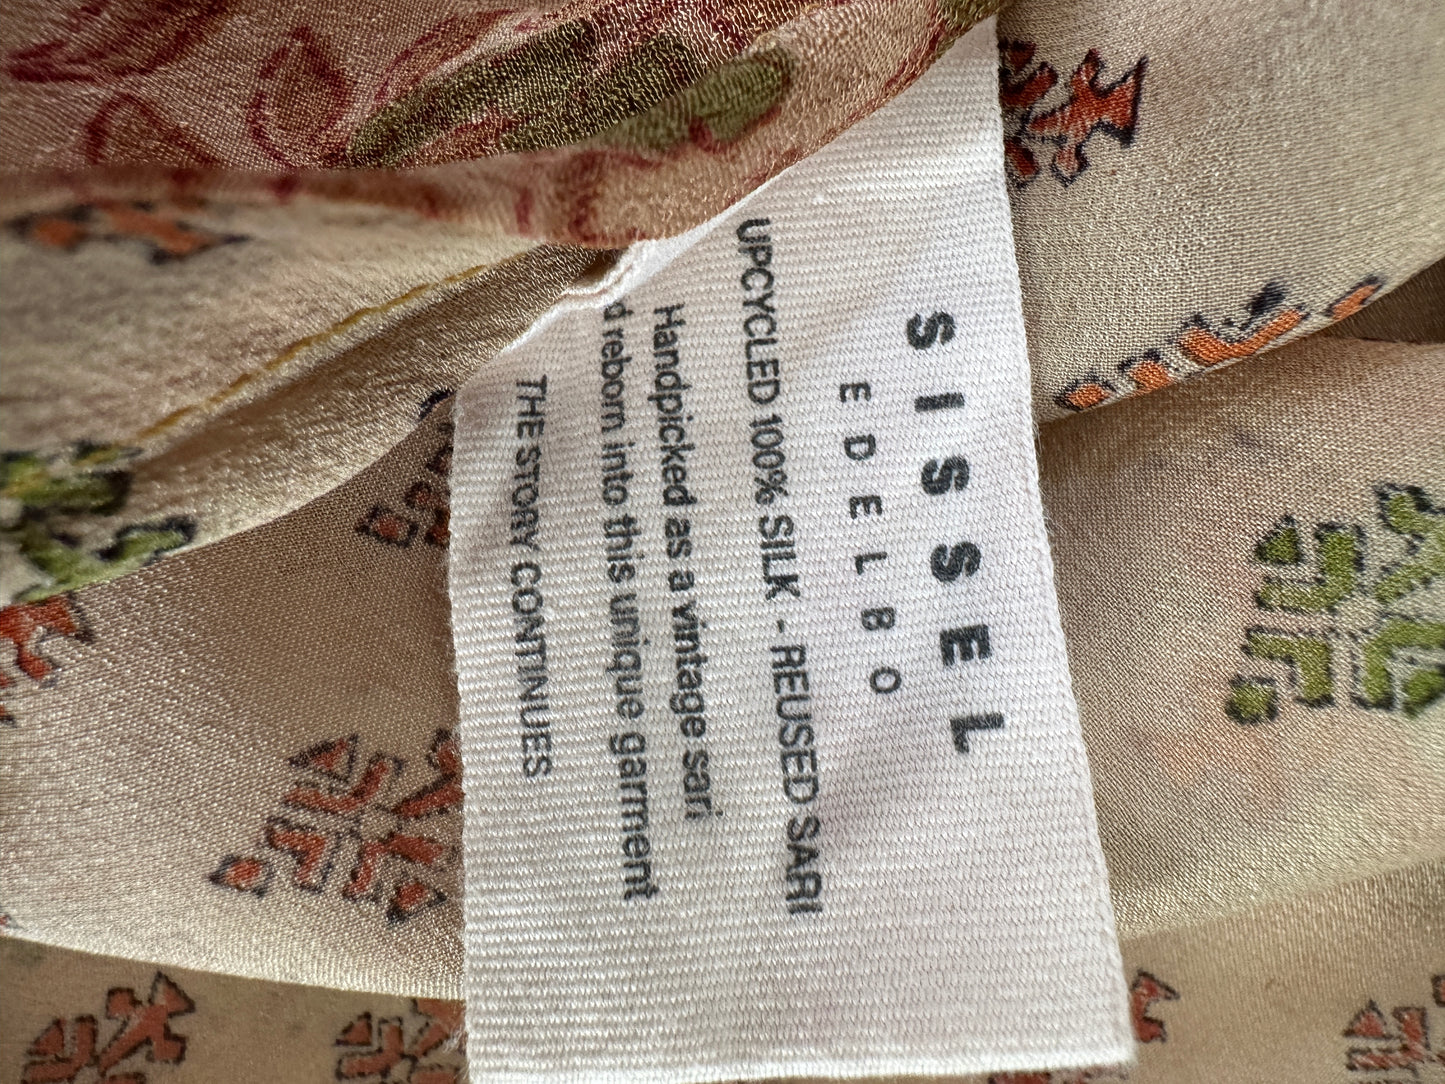 SISSEL
EDELBO
UPCYCLED 100% SILK - REUSED SARI
Handpicked as a vintage sari
d reborn into this unique garment
THE STORY CONTINUES